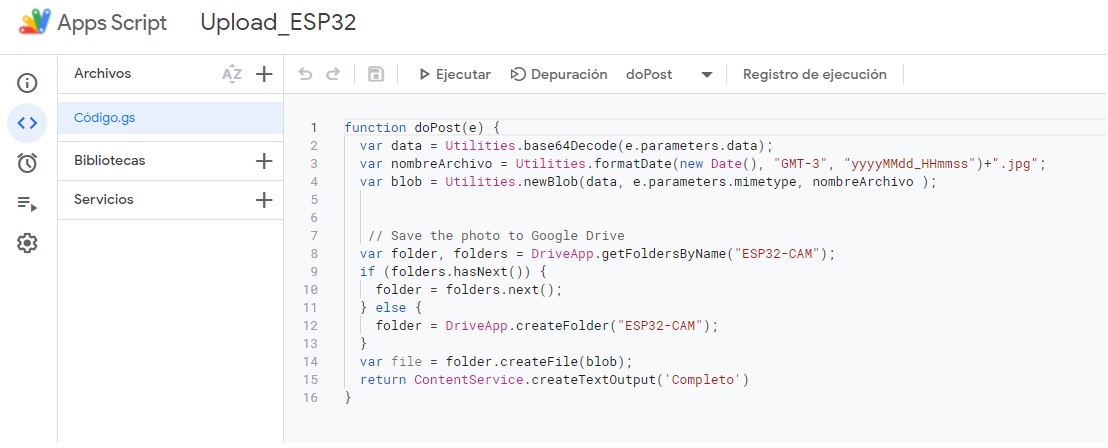 Apps Script Upload_ESP32
Archivos AZ
Ejecutar Depuración doPost Registro de ejecución
Código.gs
Bibliotecas
Servicios
1 function doPost(e) {
2 var data = Utilities.base64Decode(e.parameters.data);
3 var nombreArchivo = Utilities.formatDate(new Date(), "GMT-3", "yyyyMMdd_HHmmss")+".jpg";
4 var blob = Utilities.newBlob(data, e.parameters.mimetype, nombreArchivo );
5
6
7 // Save the photo to Google Drive
8 var folder, folders = DriveApp.getFoldersByName("ESP32-CAM");
9 if (folders.hasNext()) {
10 folder = folders.next();
11 } else {
12 folder = DriveApp.createFolder("ESP32-CAM");
13 }
14 var file = folder.createFile(blob);
15 return ContentService.createTextOutput('Completo')
16 }